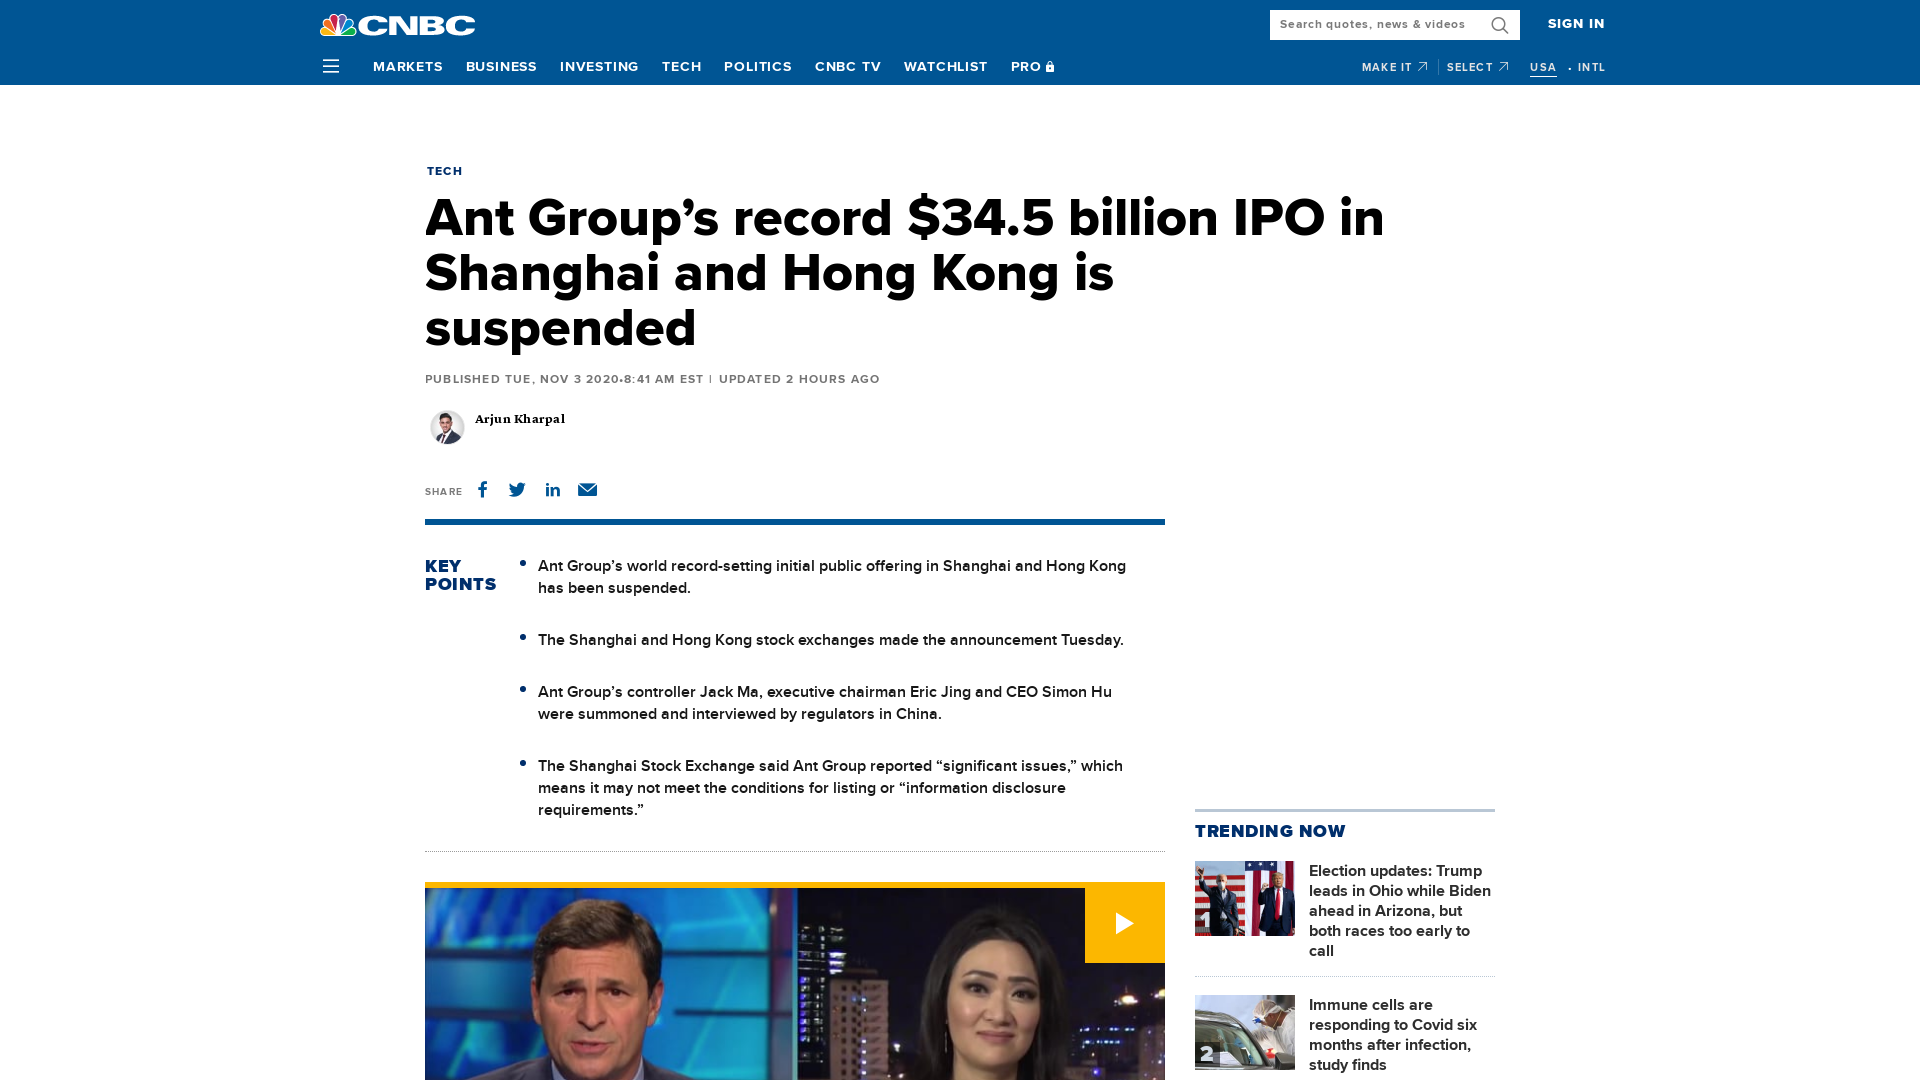 CNBC
Search quotes, news & videos
SIGN IN
MARKETS
BUSINESS
INVESTING
TECH
POLITICS
CNBC TV
WATCHLIST
PRO
MAKE IT
SELECT
USA
• INTL
TECH
Ant Group’s record $34.5 billion IPO in
Shanghai and Hong Kong is
suspended
PUBLISHED TUE, NOV 3 2020•8:41 AM EST | UPDATED 2 HOURS AGO
Arjun Kharpal
SHARE
KEY
POINTS
• Ant Group’s world record-setting initial public offering in Shanghai and Hong Kong
has been suspended.
• The Shanghai and Hong Kong stock exchanges made the announcement Tuesday.
• Ant Group’s controller Jack Ma, executive chairman Eric Jing and CEO Simon Hu
were summoned and interviewed by regulators in China.
• The Shanghai Stock Exchange said Ant Group reported “significant issues,” which
means it may not meet the conditions for listing or “information disclosure
requirements.”
TRENDING NOW
1
Election updates: Trump
leads in Ohio while Biden
ahead in Arizona, but
both races too early to
call
2
Immune cells are
responding to Covid six
months after infection,
study finds